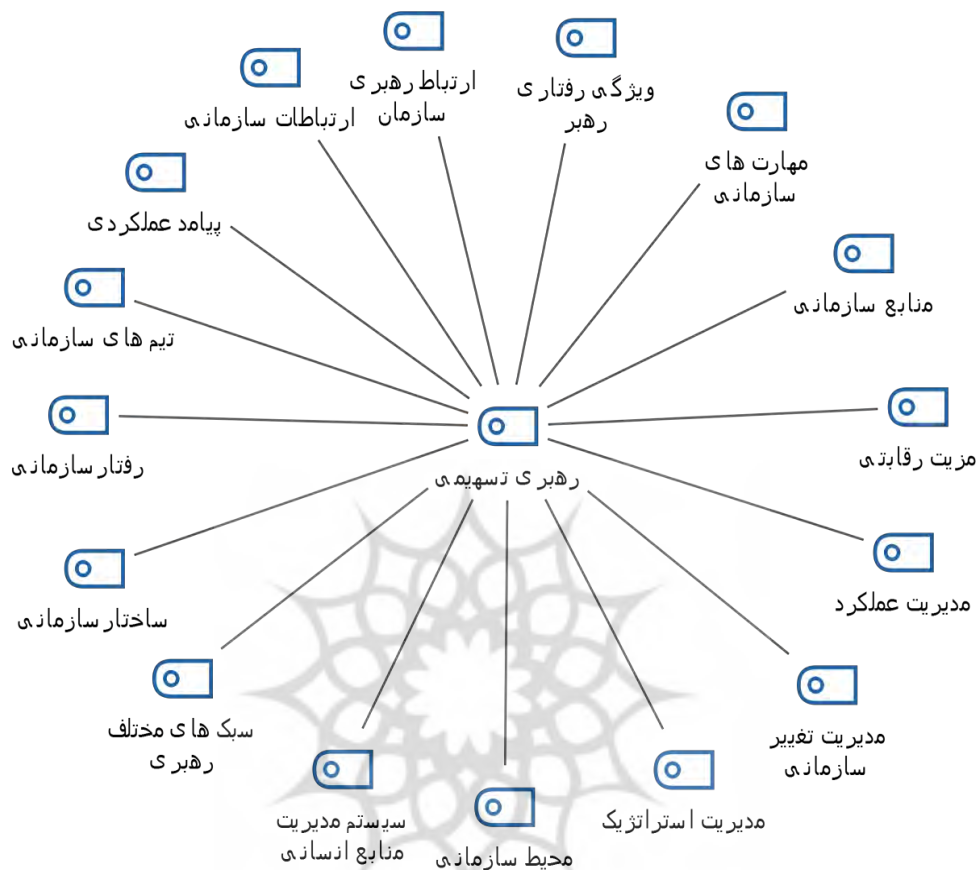 ویژگی رفتاری
رهبر
ارتباط رهبری
سازمان
ارتباطات سازمانی
مهارت های
سازمانی
پیامد عملکردی
منابع سازمانی
تیم های سازمانی
مزیت رقابتی
رفتار سازمانی
رهبری تسهیمی
مدیریت عملکرد
ساختار سازمانی
مدیریت تغییر
سازمانی
سبک های مختلف
رهبری
مدیریت استراتژیک
سیستم مدیریت
منابع انسانی
محیط سازمانی